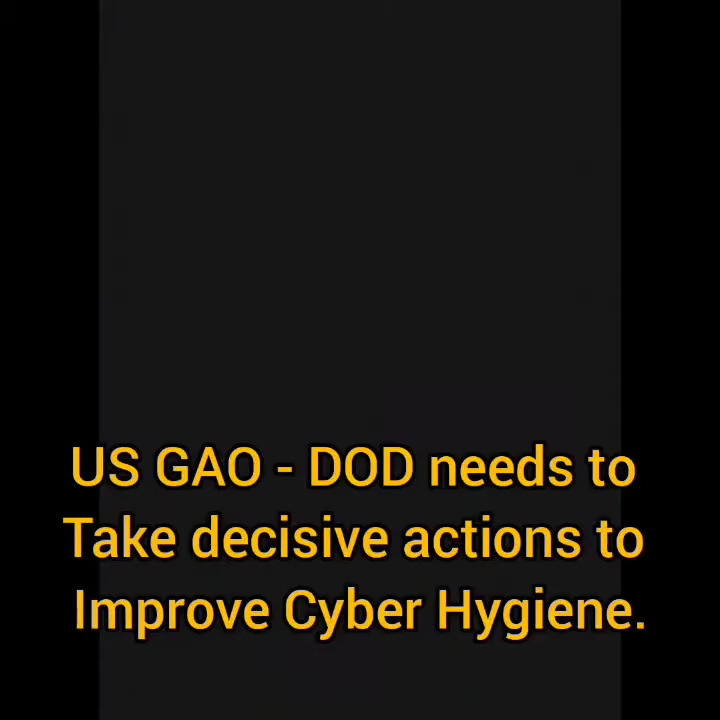 US GAO - DOD needs to
Take decisive actions to
Improve Cyber Hygiene.